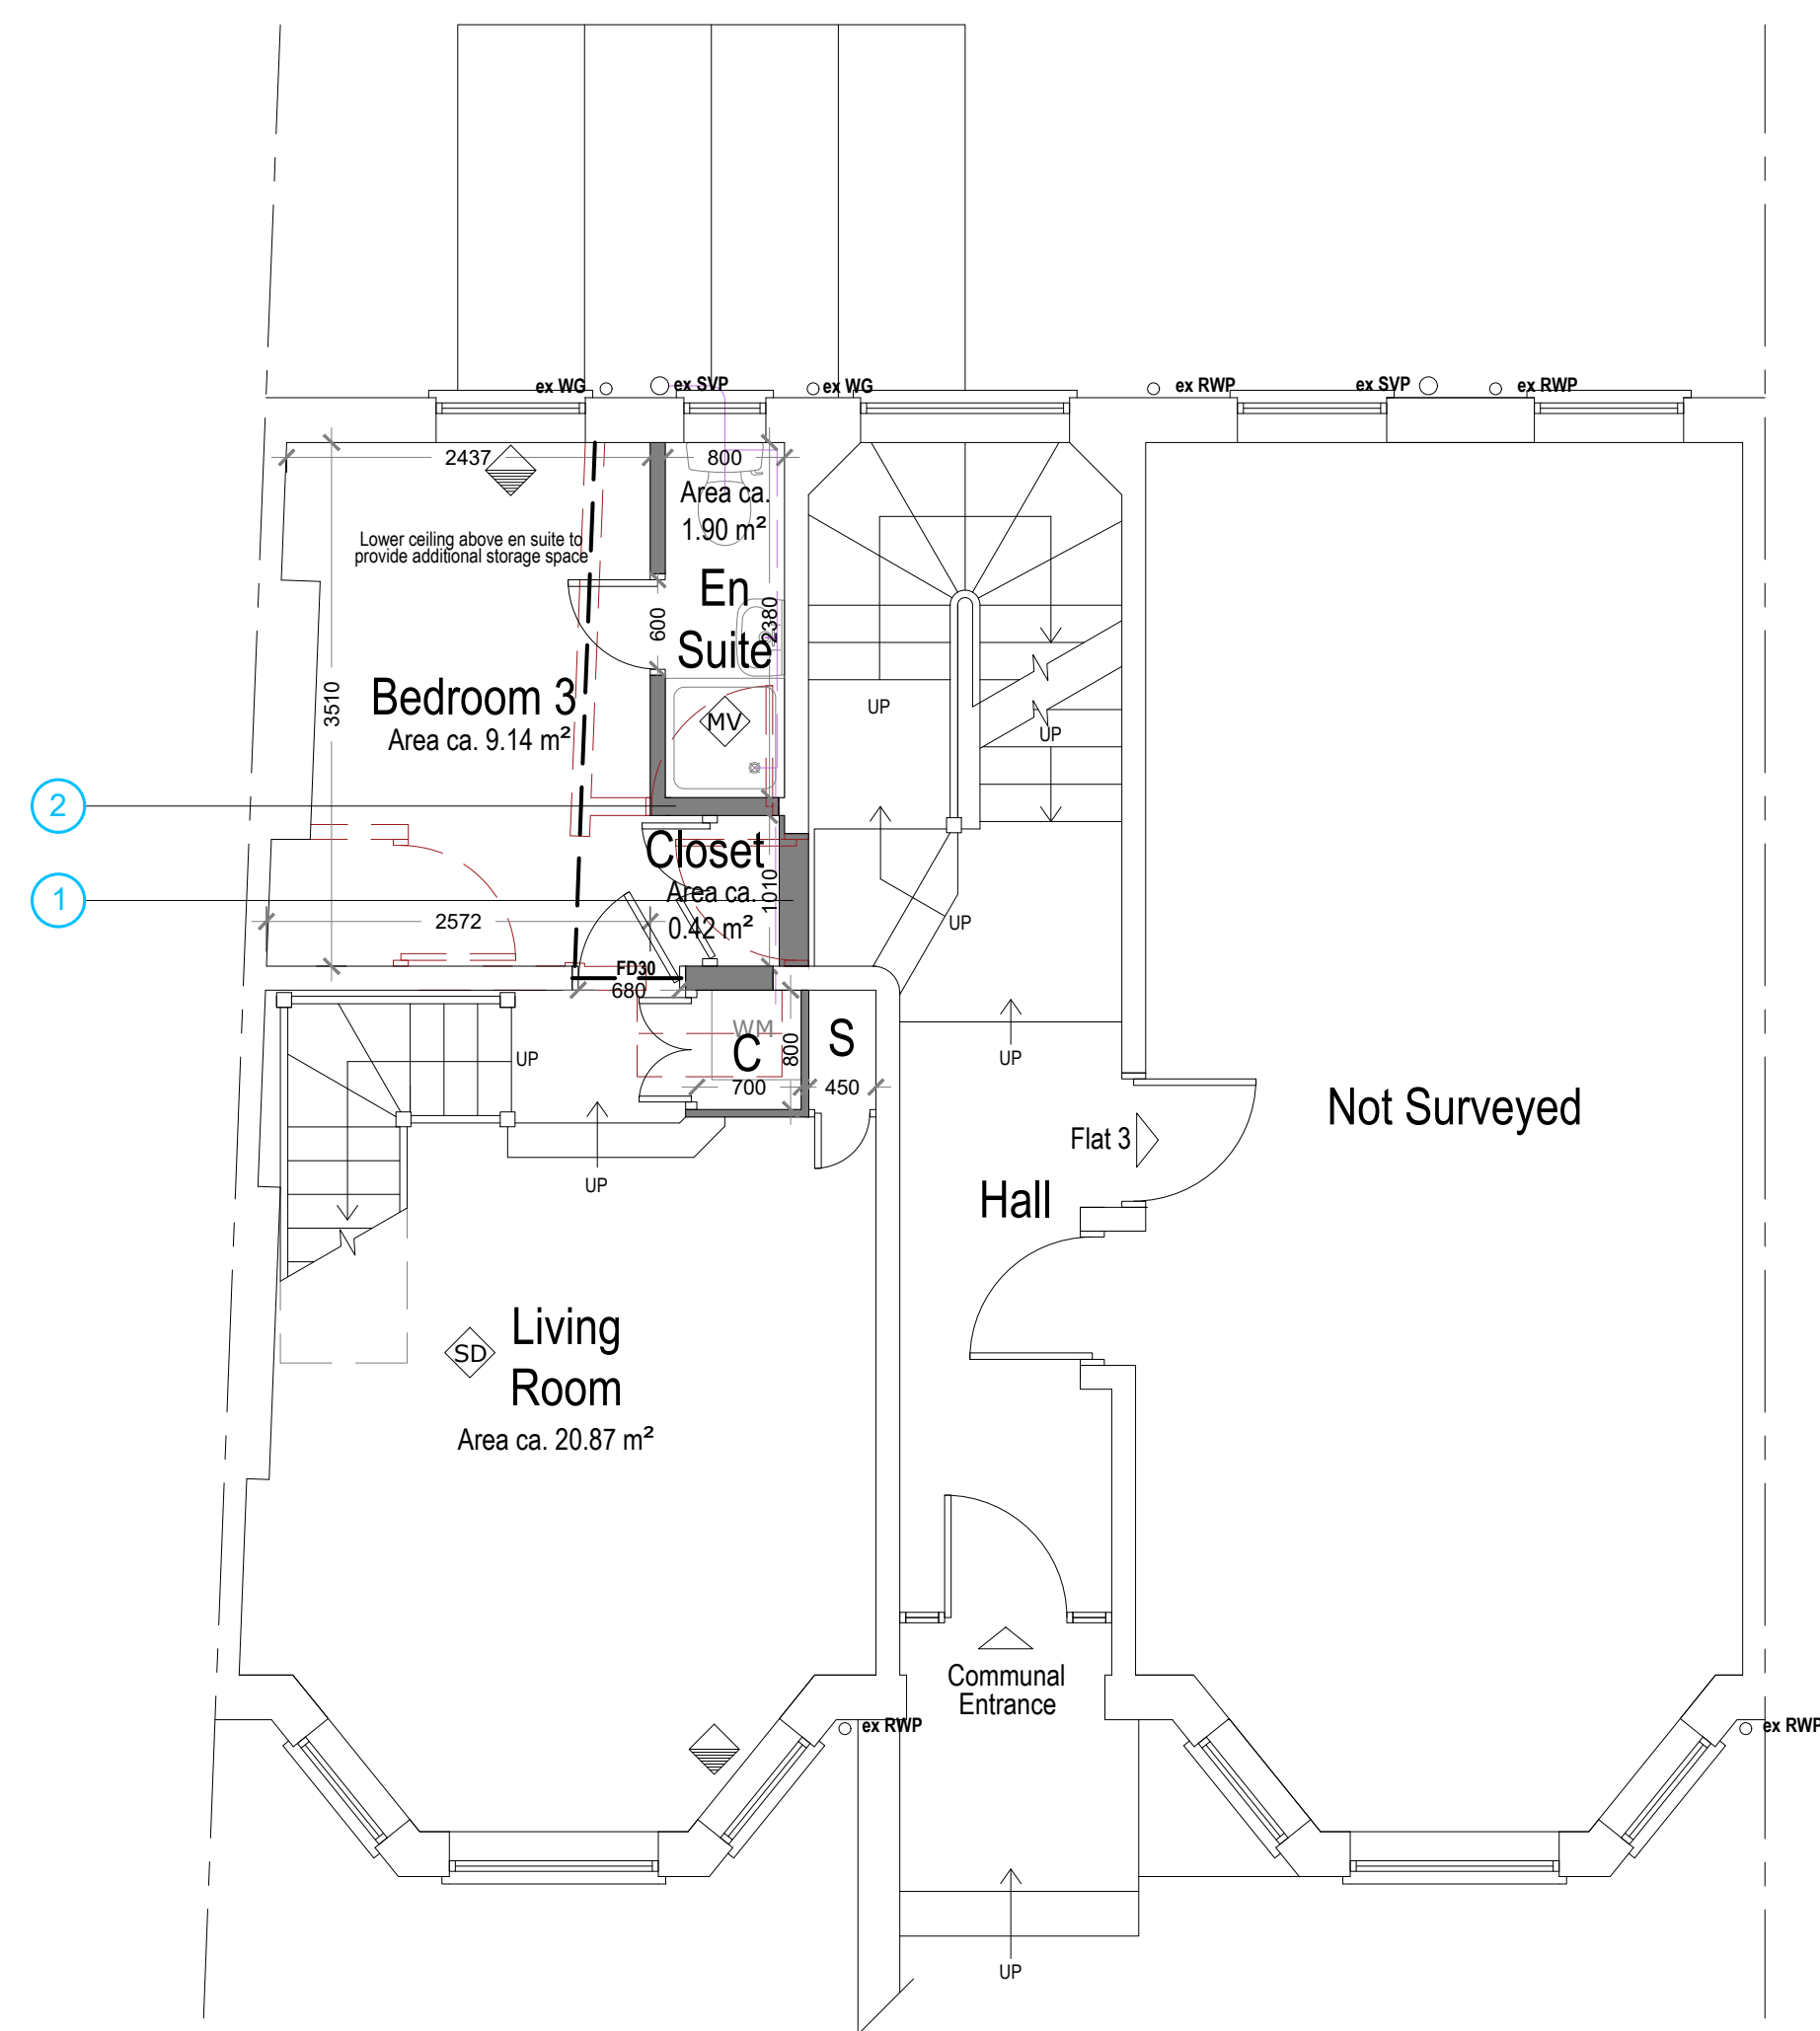 ex WG
ex SVP
ex WG
ex RWP
ex SVP
ex RWP
2437
800
Area ca.
1.90 m²
Lower ceiling above en suite to
provide additional storage space
En
Suite
600
2380
3510
Bedroom 3
Area ca. 9.14 m²
MV
UP
UP
2
Closet
Area ca.
0.42 m²
1010
1
2572
UP
FD30
680
WM
C
800
S
700
450
UP
UP
UP
Flat 3
Not Surveyed
Hall
Living
Room
SD
Area ca. 20.87 m²
Communal
Entrance
ex RWP
ex RWP
UP